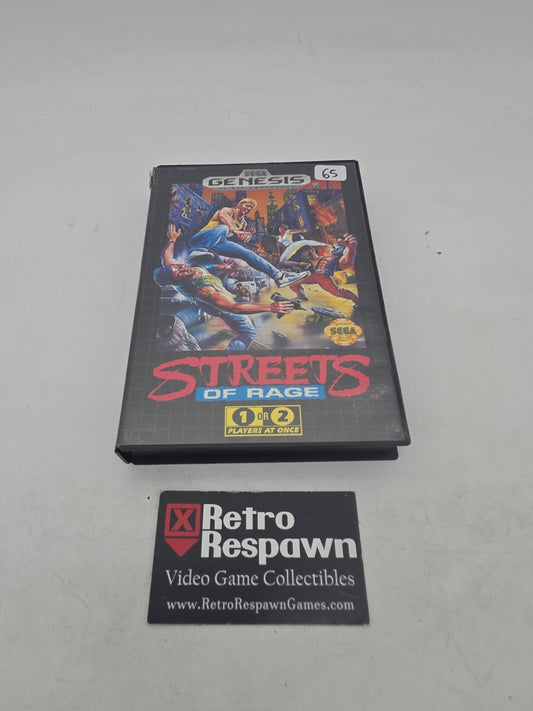 65
SEGA
GENESIS
SEGA
STREETS
OF RAGE
1 OR 2
PLAYERS AT ONCE
X Retro
Respawn
Video Game Collectibles
www.RetroRespawnGames.com